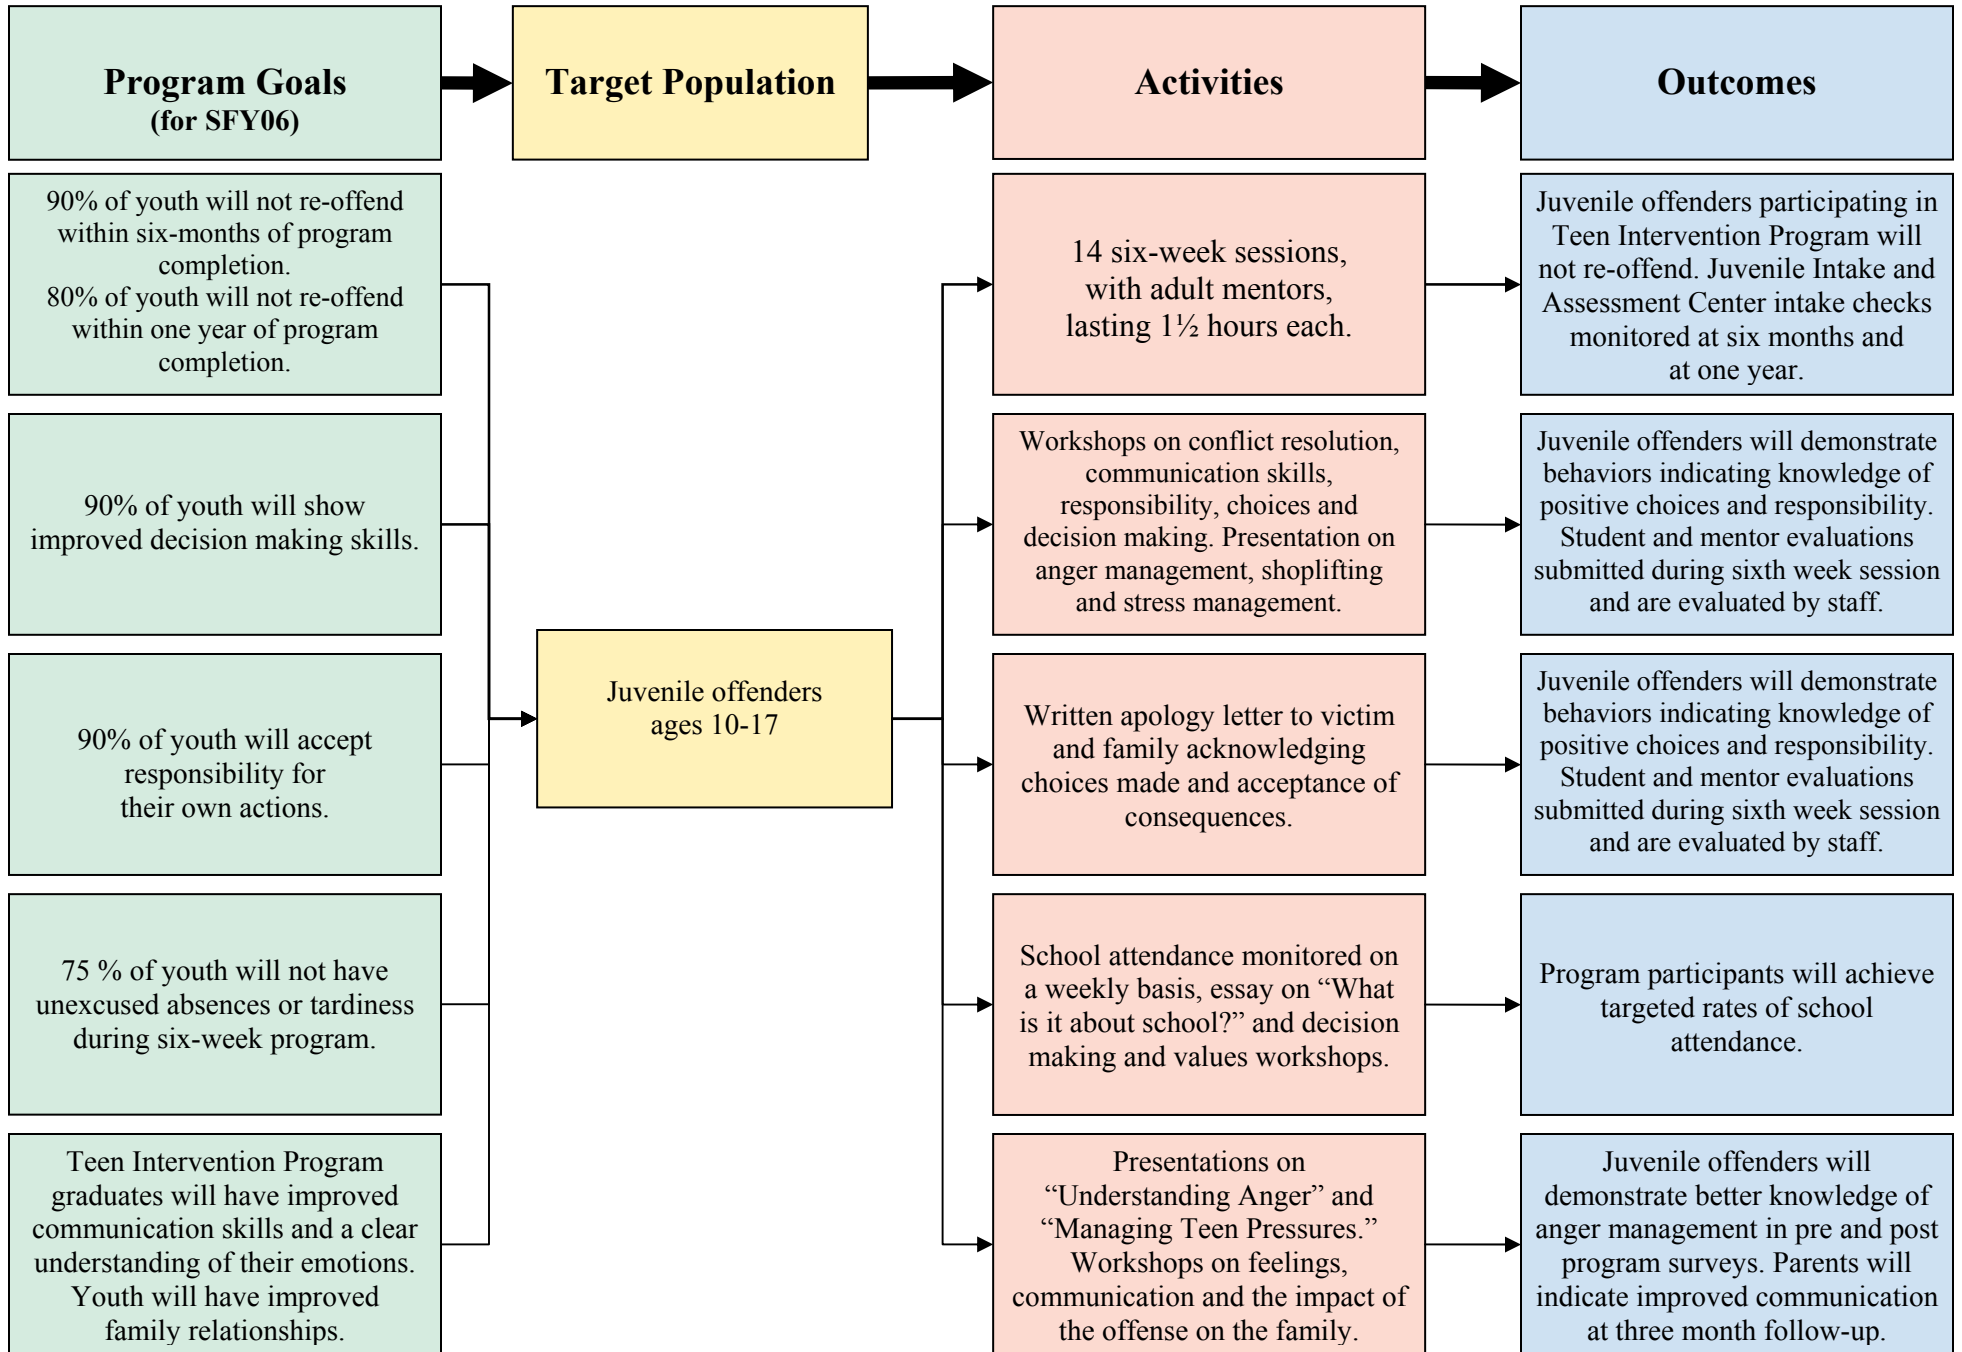 Program Goals
(for SFY06)
Target Population
Activities
Outcomes
90% of youth will not re-offend
within six-months of program
completion.
80% of youth will not re-offend
within one year of program
completion.
14 six-week sessions,
with adult mentors,
lasting 1½ hours each.
Juvenile offenders participating in
Teen Intervention Program will
not re-offend. Juvenile Intake and
Assessment Center intake checks
monitored at six months and
at one year.
90% of youth will show
improved decision making skills.
Workshops on conflict resolution,
communication skills,
responsibility, choices and
decision making. Presentation on
anger management, shoplifting
and stress management.
Juvenile offenders will demonstrate
behaviors indicating knowledge of
positive choices and responsibility.
Student and mentor evaluations
submitted during sixth week session
and are evaluated by staff.
Juvenile offenders
ages 10-17
90% of youth will accept
responsibility for
their own actions.
Written apology letter to victim
and family acknowledging
choices made and acceptance of
consequences.
Juvenile offenders will demonstrate
behaviors indicating knowledge of
positive choices and responsibility.
Student and mentor evaluations
submitted during sixth week session
and are evaluated by staff.
75 % of youth will not have
unexcused absences or tardiness
during six-week program.
School attendance monitored on
a weekly basis, essay on “What
is it about school?” and decision
making and values workshops.
Program participants will achieve
targeted rates of school
attendance.
Teen Intervention Program
graduates will have improved
communication skills and a clear
understanding of their emotions.
Youth will have improved
family relationships.
Presentations on
“Understanding Anger” and
“Managing Teen Pressures.”
Workshops on feelings,
communication and the impact of
the offense on the family.
Juvenile offenders will
demonstrate better knowledge of
anger management in pre and post
program surveys. Parents will
indicate improved communication
at three month follow-up.